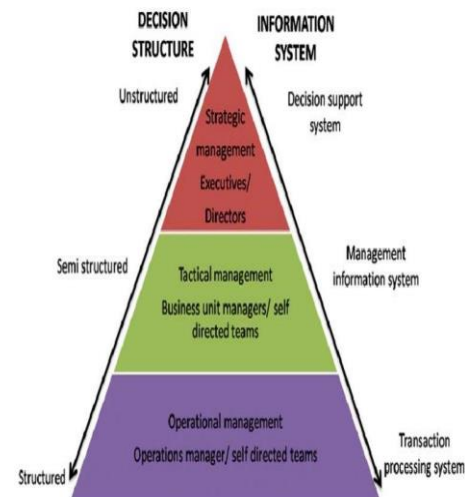 DECISION
STRUCTURE
INFORMATION
SYSTEM
Unstructured
Decision support
system
Strategic
management
Executives/
Directors
Semi structured
Tactical management
Business unit managers/ self
directed teams
Management
information system
Operational management
Operations manager/ self directed teams
Structured
Transaction
processing system